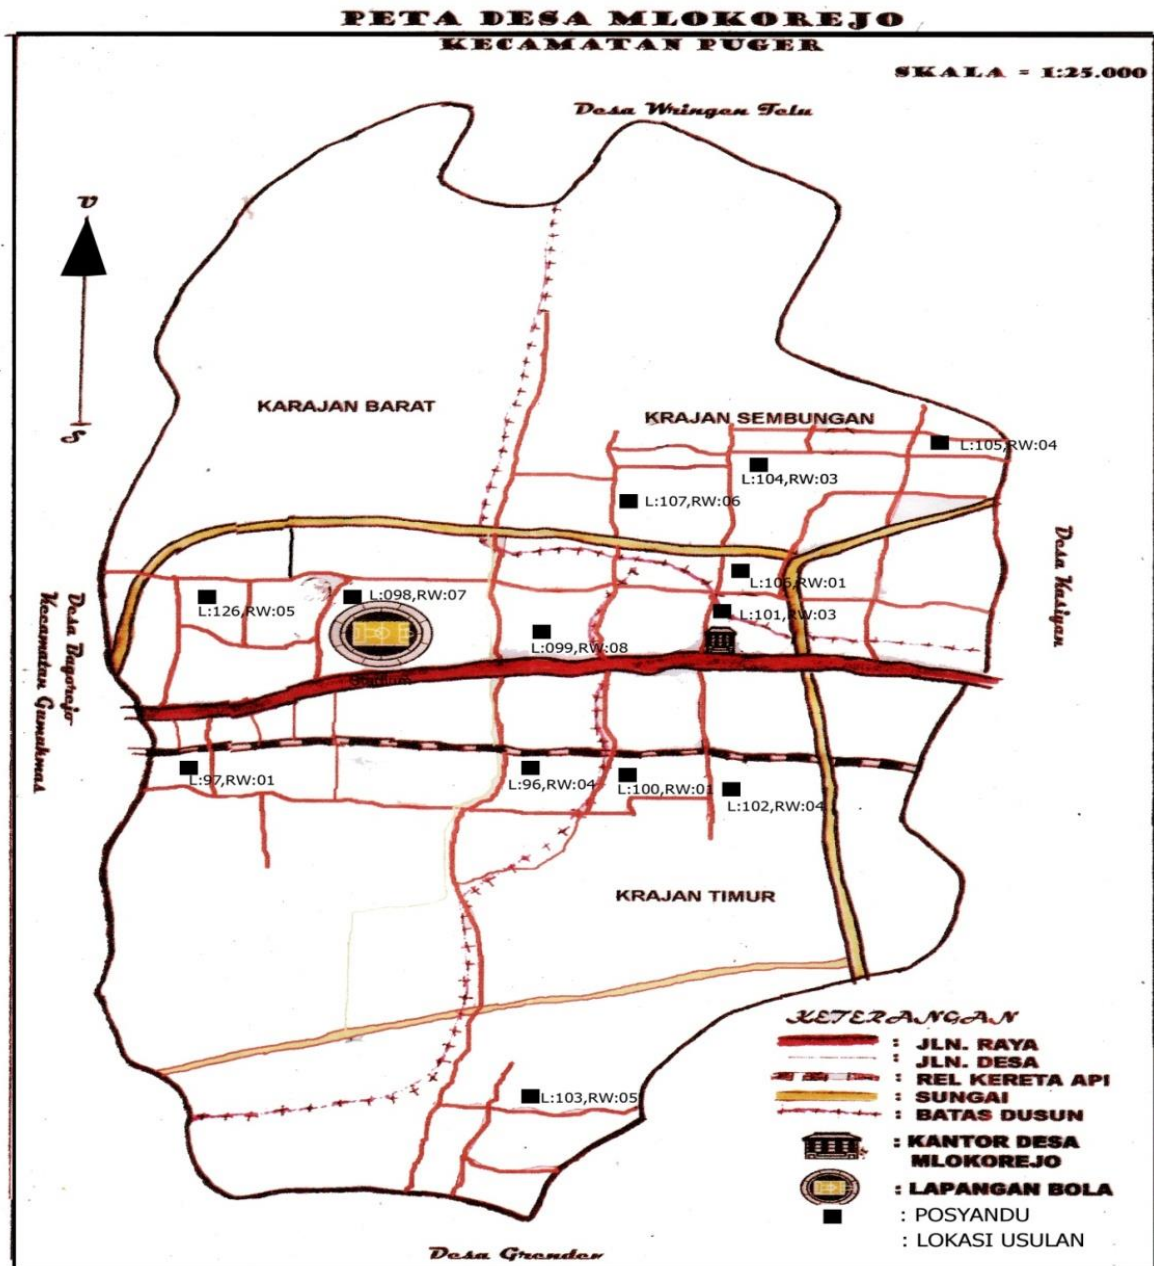 PETA DESA MLOKOREJO
KECAMATAN PUGER
SKALA = 1:25.000
Desa Wringen Telu
KARAJAN BARAT
KRAJAN SEMBUNGAN
L:105,RW:04
L:104,RW:03
L:107,RW:06
Desa Kasiyan
L:106,RW:01
L:126,RW:05
L:098,RW:07
L:101,RW:03
L:099,RW:08
Desa Bagorejo
Kecamatan Gumukmas
Stadium
L:97,RW:01
L:96,RW:04
L:100,RW:01
L:102,RW:04
KRAJAN TIMUR
L:103,RW:05
KETERANGAN
: JLN. RAYA
: JLN. DESA
: REL KERETA API
: SUNGAI
: BATAS DUSUN
: KANTOR DESA
MLOKOREJO
: LAPANGAN BOLA
: POSYANDU
: LOKASI USULAN
Desa Grenden